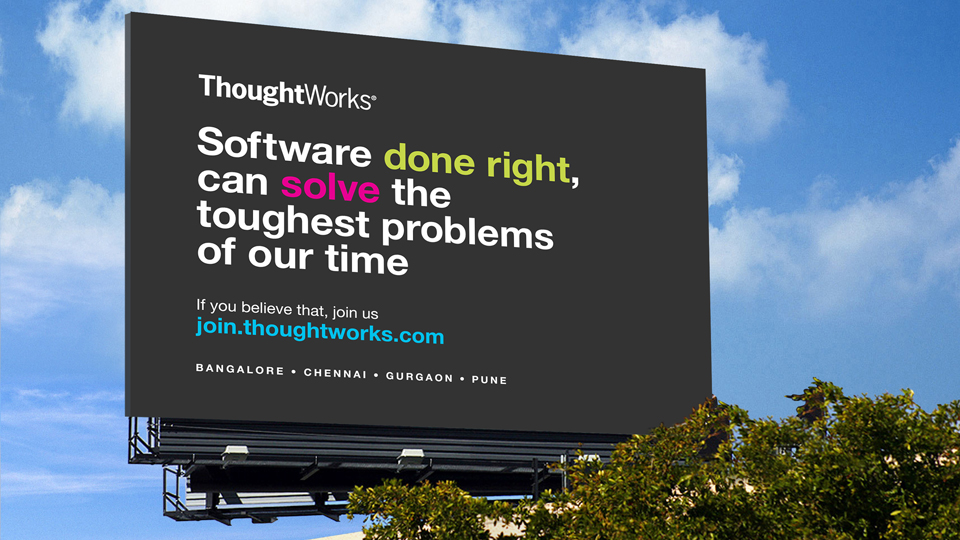 ThoughtWorks®
Software done right,
can solve the
toughest problems
of our time
If you believe that, join us
join.thoughtworks.com
BANGALORE • CHENNAI • GURGAON • PUNE